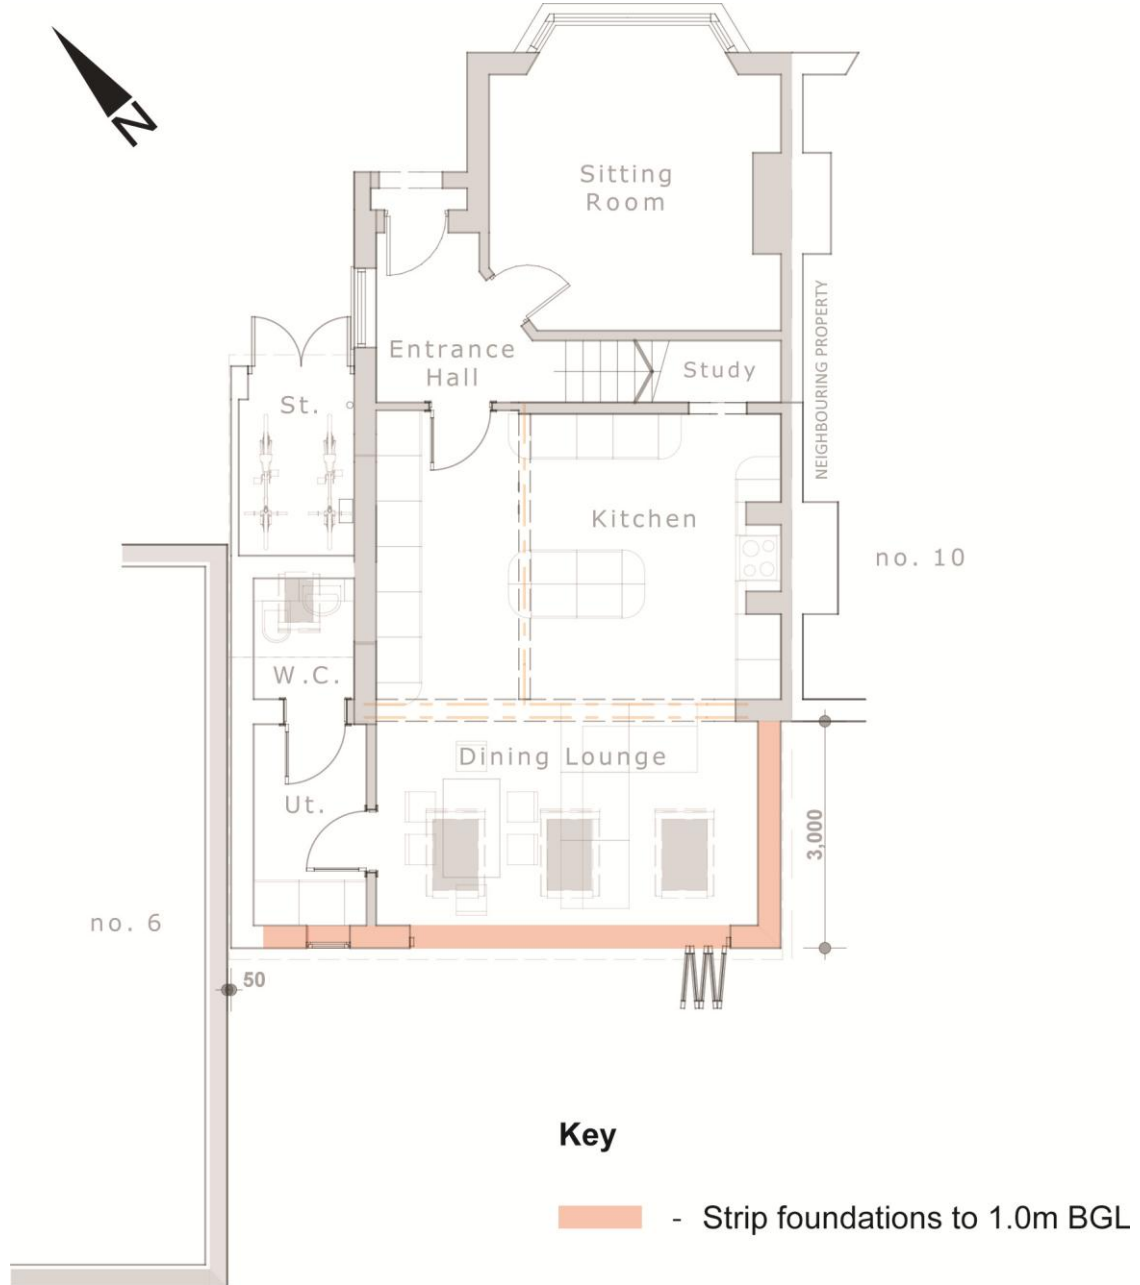 N
Sitting
Room
NEIGHBOURING PROPERTY
Entrance
Hall
Study
St.
Kitchen
no. 10
W.C.
Dining Lounge
Ut.
3,000
no. 6
50
Key
- Strip foundations to 1.0m BGL